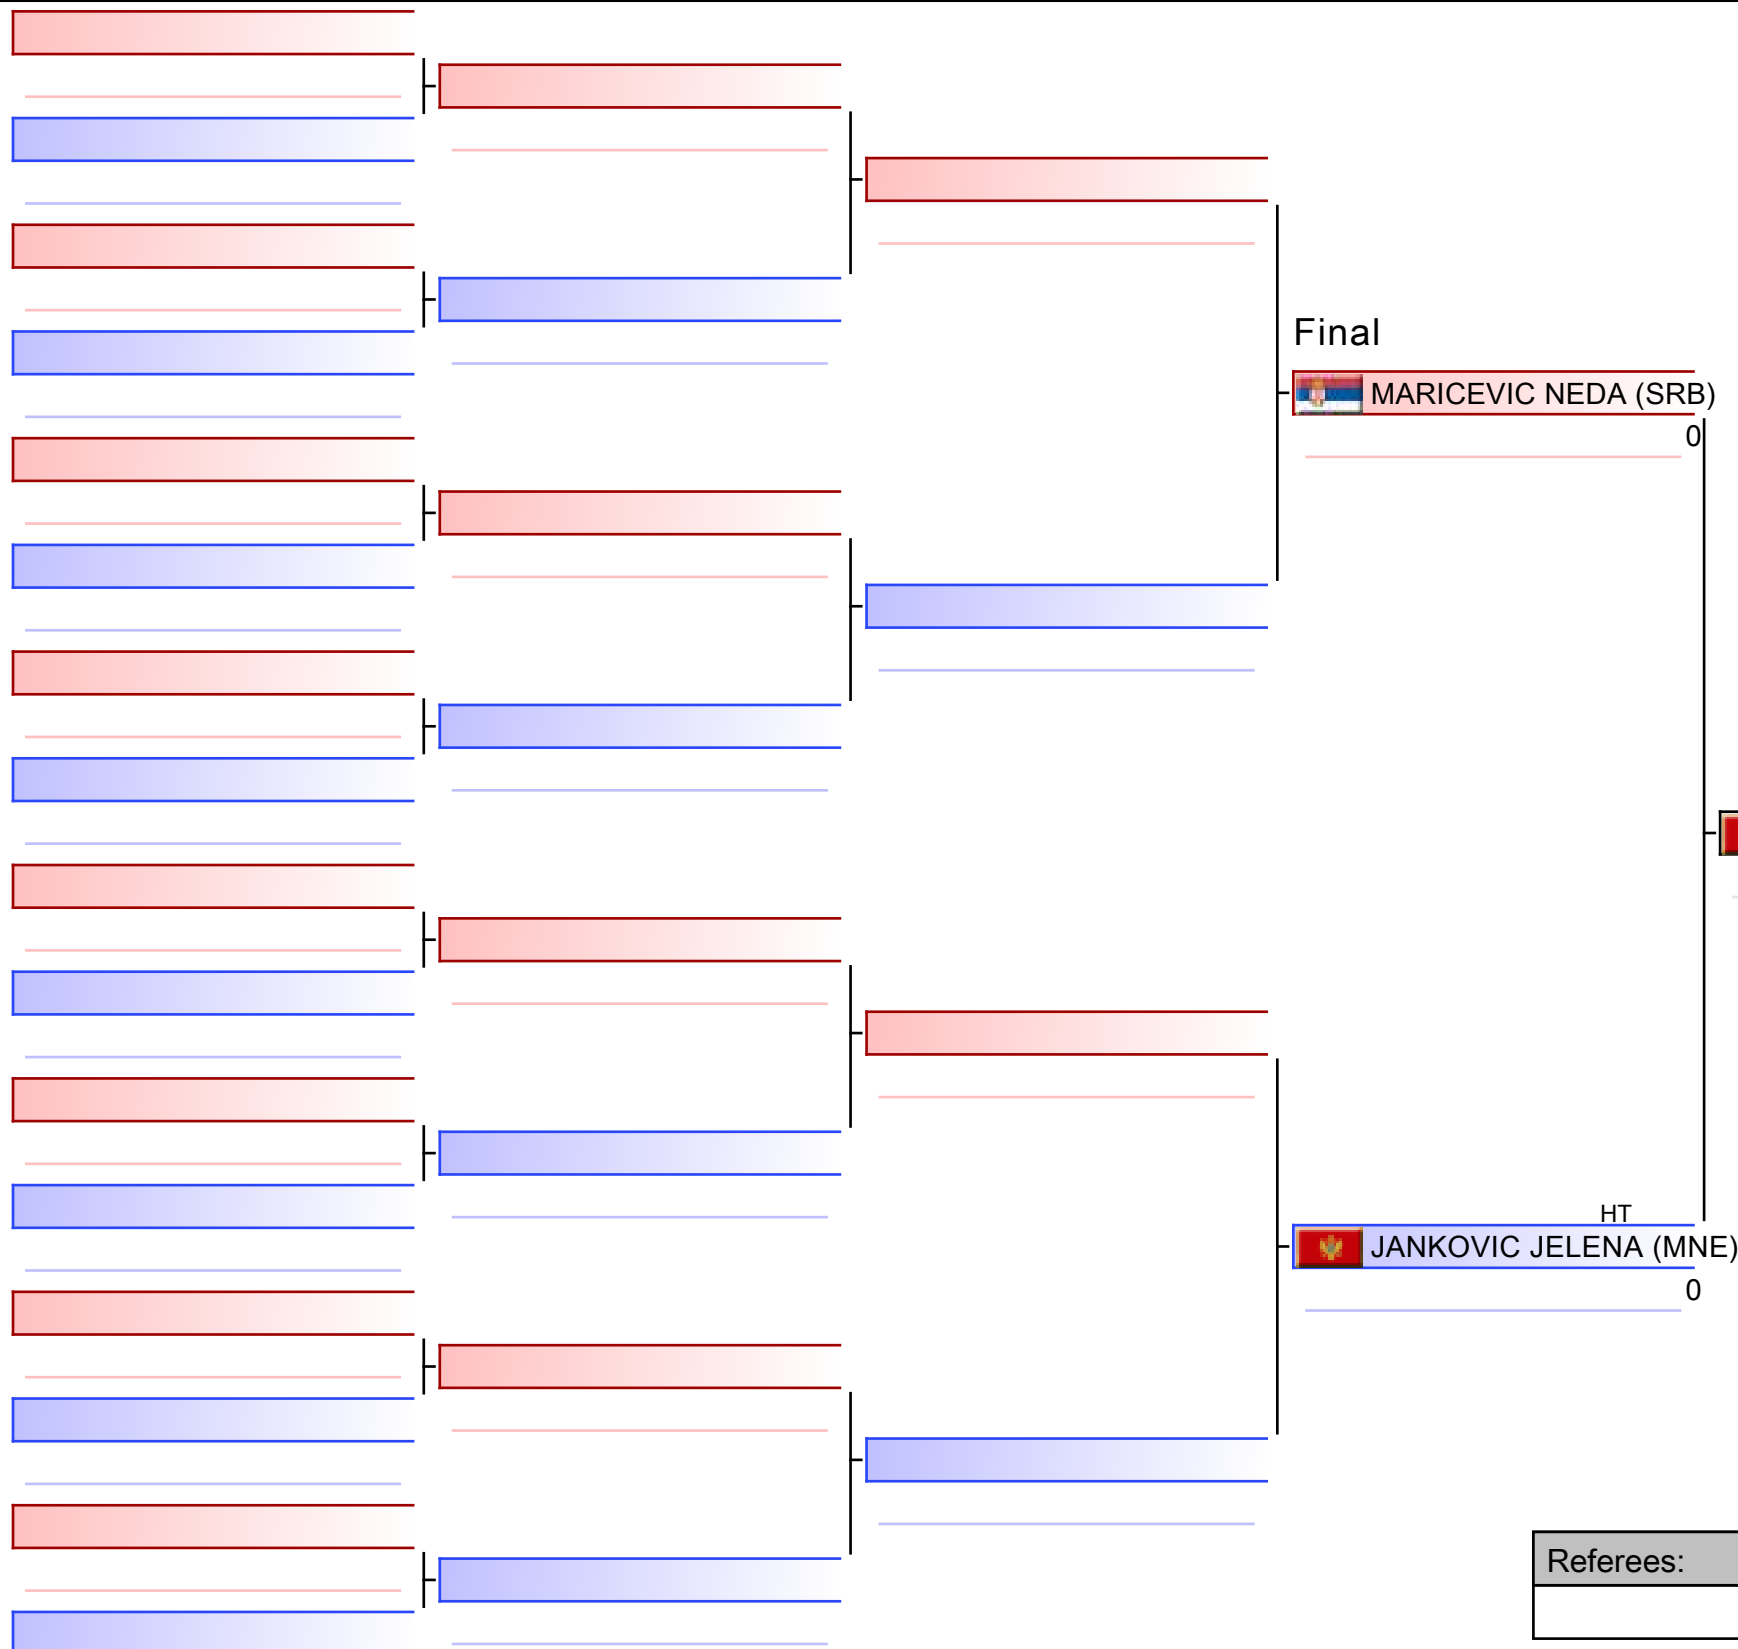 Final
MARICEVIC NEDA (SRB)
0
HT
JANKOVIC JELENA (MNE)
0
Referees: